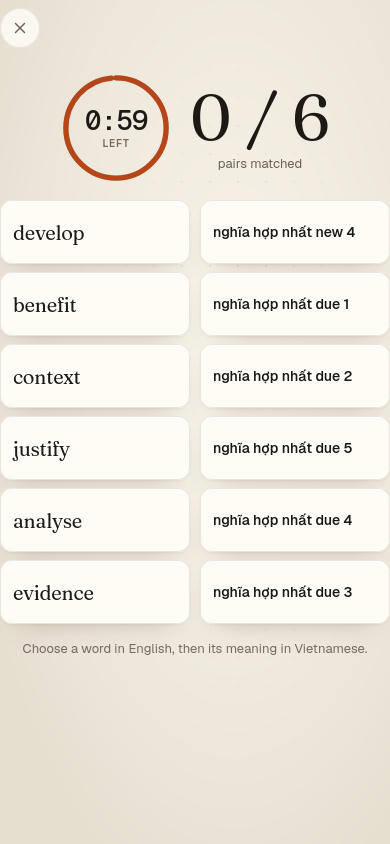 0:59
LEFT
0/6
pairs matched
develop
nghĩa hợp nhất new 4
benefit
nghĩa hợp nhất due 1
context
nghĩa hợp nhất due 2
justify
nghĩa hợp nhất due 5
analyse
nghĩa hợp nhất due 4
evidence
nghĩa hợp nhất due 3
Choose a word in English, then its meaning in Vietnamese.